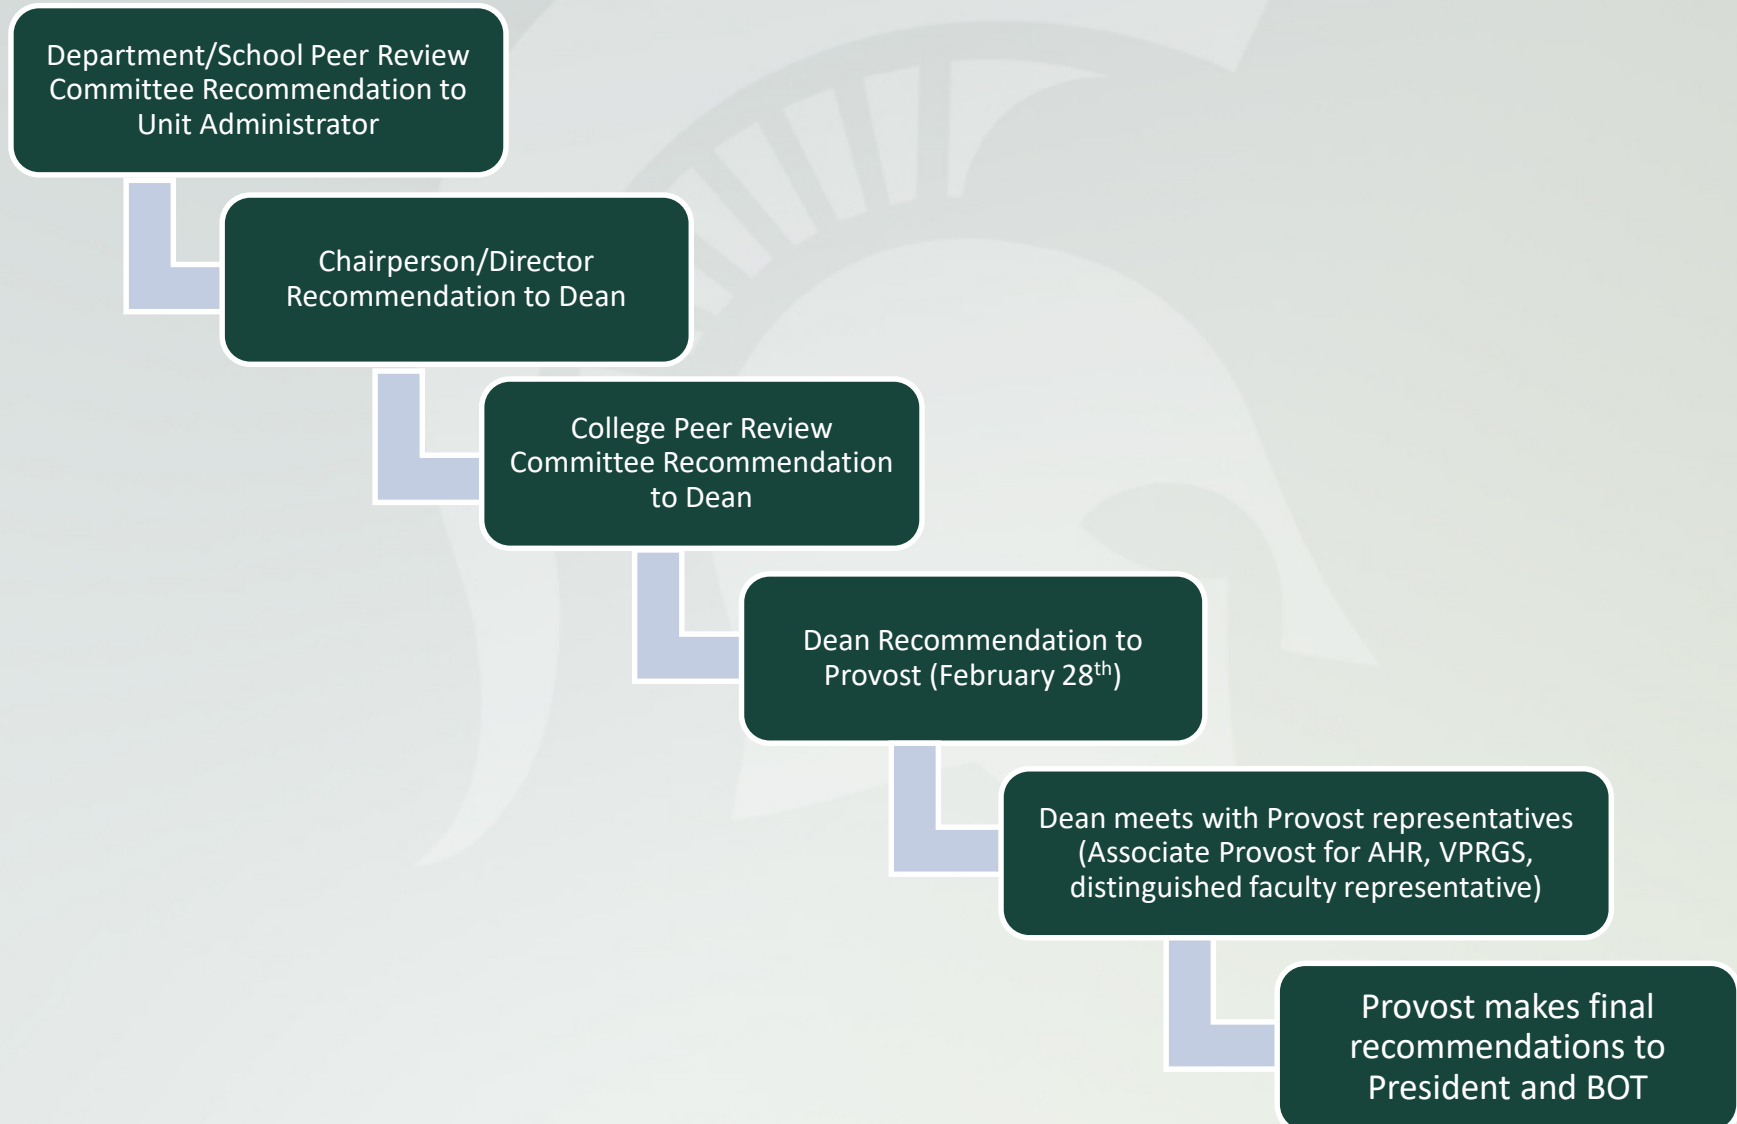 Department/School Peer Review
Committee Recommendation to
Unit Administrator
Chairperson/Director
Recommendation to Dean
College Peer Review
Committee Recommendation
to Dean
Dean Recommendation to
Provost (February 28th)
Dean meets with Provost representatives
(Associate Provost for AHR, VPRGS,
distinguished faculty representative)
Provost makes final
recommendations to
President and BOT